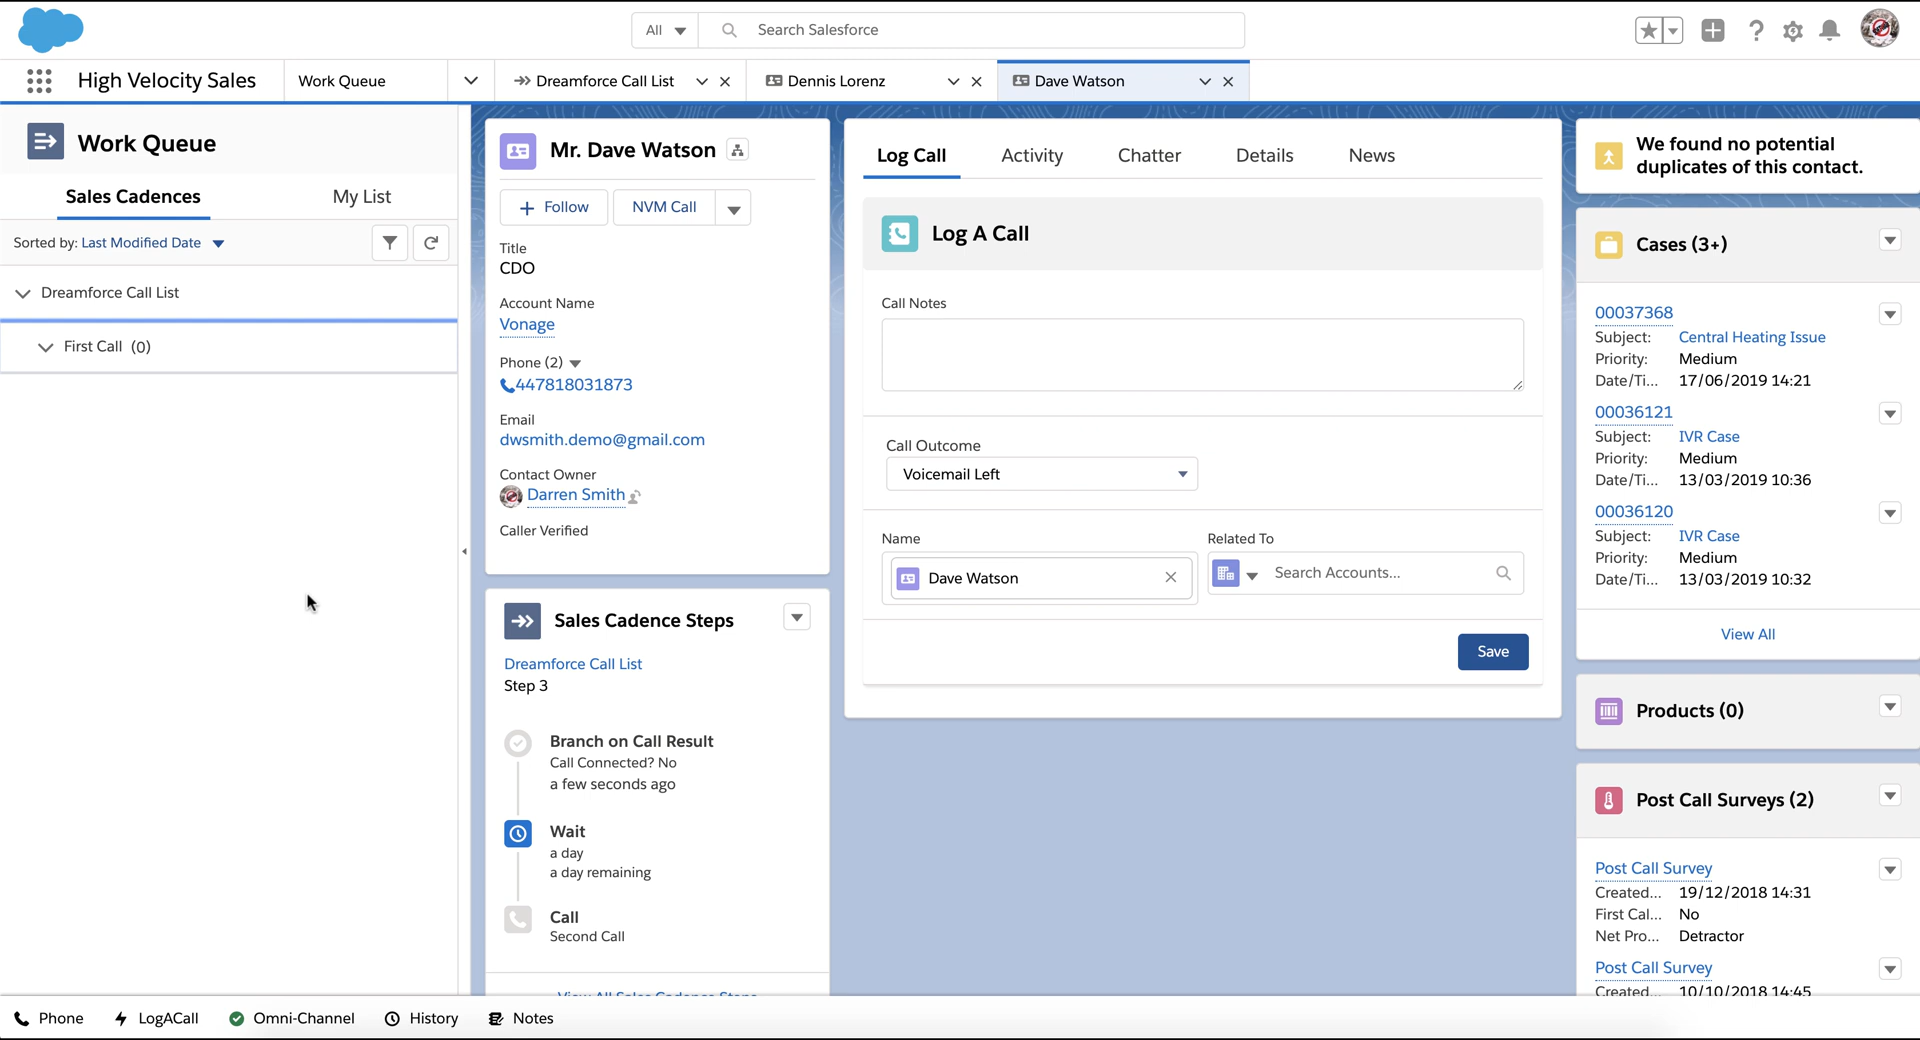 All
Search Salesforce
High Velocity Sales
Work Queue
Dreamforce Call List
Dennis Lorenz
Dave Watson
Work Queue
Sales Cadences
My List
Sorted by: Last Modified Date
Dreamforce Call List
First Call (0)
Mr. Dave Watson
Follow
NVM Call
Title
CDO
Account Name
Vonage
Phone (2)
447818031873
Email
dwsmith.demo@gmail.com
Contact Owner
Darren Smith
Caller Verified
Sales Cadence Steps
Dreamforce Call List
Step 3
Branch on Call Result
Call Connected? No
a few seconds ago
Wait
a day
a day remaining
Call
Second Call
View All Sales Cadence Steps
Log Call
Activity
Chatter
Details
News
Log A Call
Call Notes
Call Outcome
Voicemail Left
Name
Dave Watson
Related To
Search Accounts...
Save
We found no potential
duplicates of this contact.
Cases (3+)
00037368
Subject: Central Heating Issue
Priority: Medium
Date/Ti... 17/06/2019 14:21
00036121
Subject: IVR Case
Priority: Medium
Date/Ti... 13/03/2019 10:36
00036120
Subject: IVR Case
Priority: Medium
Date/Ti... 13/03/2019 10:32
View All
Products (0)
Post Call Surveys (2)
Post Call Survey
Created... 19/12/2018 14:31
First Cal... No
Net Pro... Detractor
Post Call Survey
Created... 10/10/2018 14:45
Phone
LogACall
Omni-Channel
History
Notes